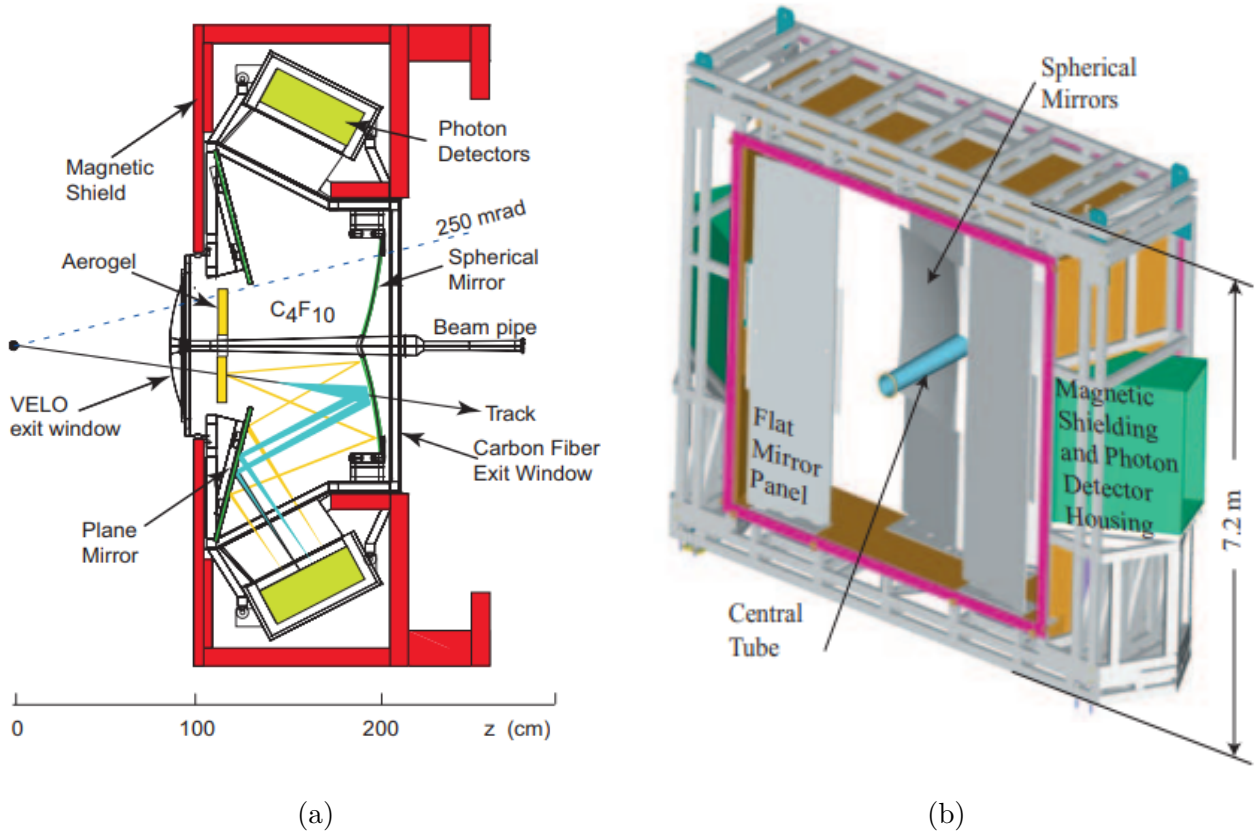 Magnetic
Shield
Photon
Detectors
250 mrad
Aerogel
Spherical
Mirror
C4F10
Beam pipe
VELO
exit window
Track
Carbon Fiber
Exit Window
Plane
Mirror
0
100
200
z (cm)
(a)
Spherical
Mirrors
Flat
Mirror
Panel
Magnetic
Shielding
and Photon
Detector
Housing
7.2 m
Central
Tube
(b)